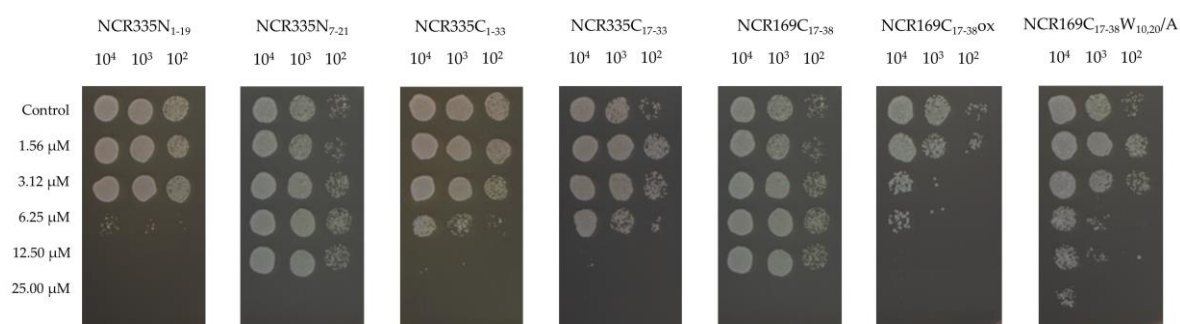 NCR335N1-19 NCR335N7-21 NCR335C1-33 NCR335C17-33 NCR169C17-38 NCR169C17-38ox NCR169C17-38W10,20/A
10⁴ 10³ 10² 10⁴ 10³ 10² 10⁴ 10³ 10² 10⁴ 10³ 10² 10⁴ 10³ 10² 10⁴ 10³ 10² 10⁴ 10³ 10²
Control
1.56 µM
3.12 µM
6.25 µM
12.50 µM
25.00 µM